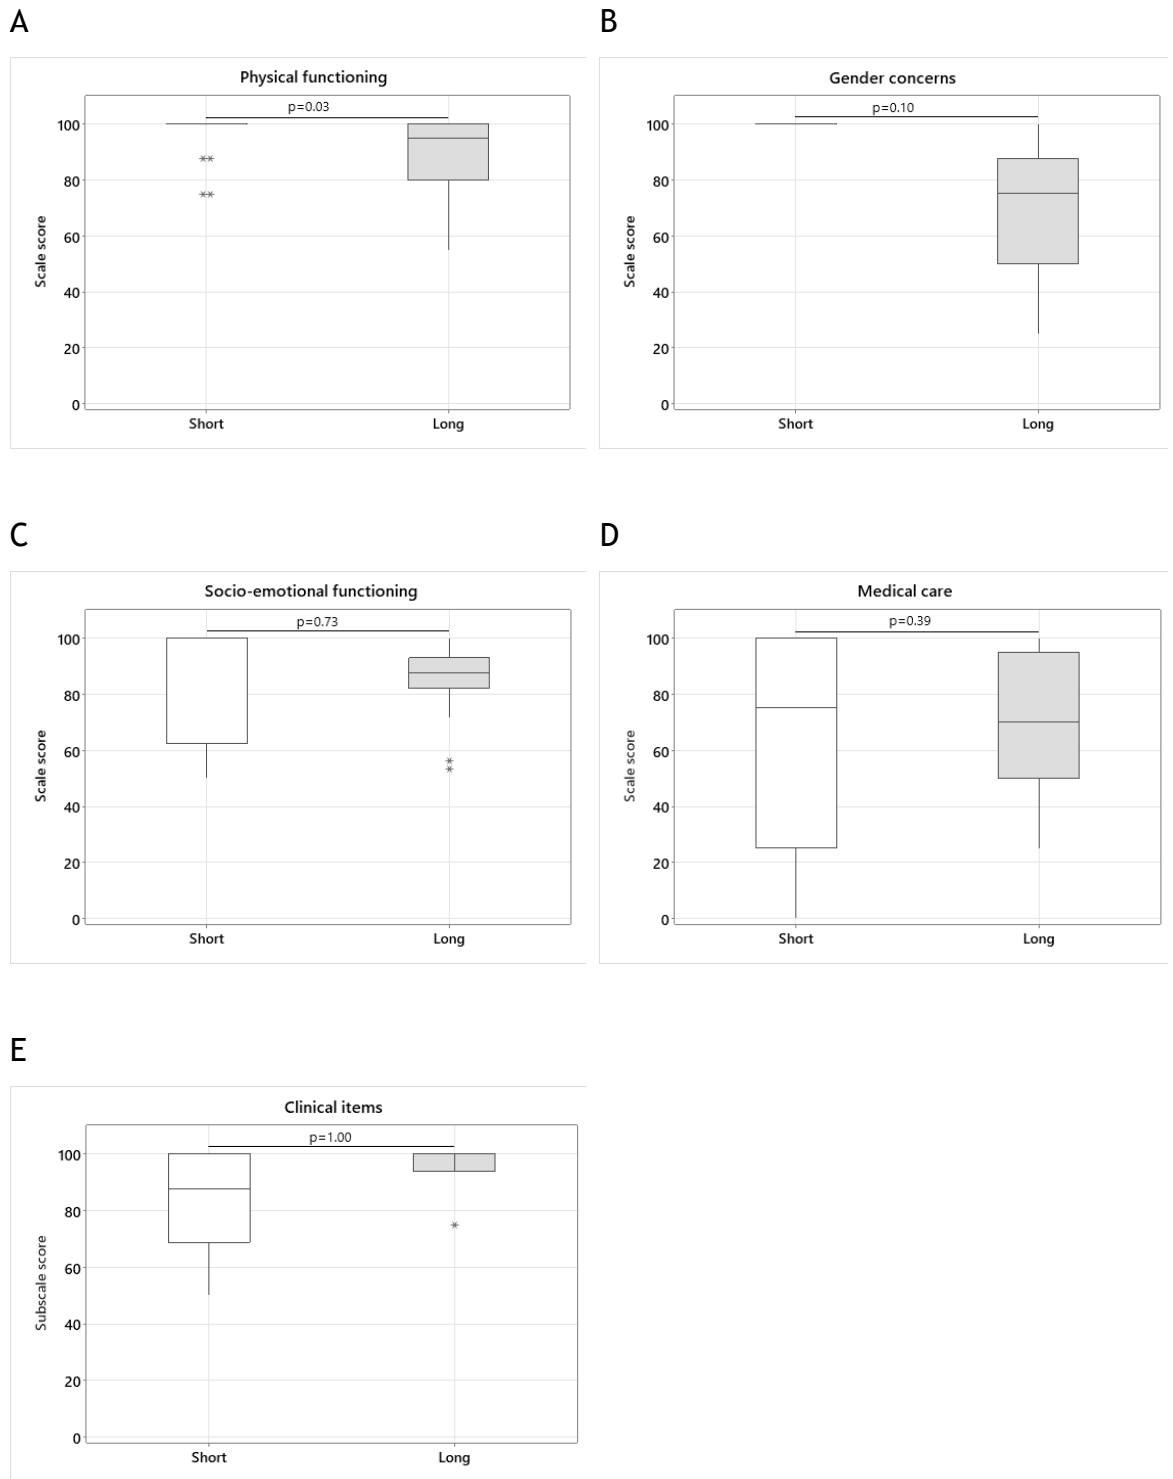 A
B
Physical functioning
p=0.03
100
80
60
40
20
0
Scale score
Short
Long
Gender concerns
p=0.10
100
80
60
40
20
0
Scale score
Short
Long
C
D
Socio-emotional functioning
p=0.73
100
80
60
40
20
0
Scale score
Short
Long
Medical care
p=0.39
100
80
60
40
20
0
Scale score
Short
Long
E
Clinical items
p=1.00
100
80
60
40
20
0
Subscale score
Short
Long